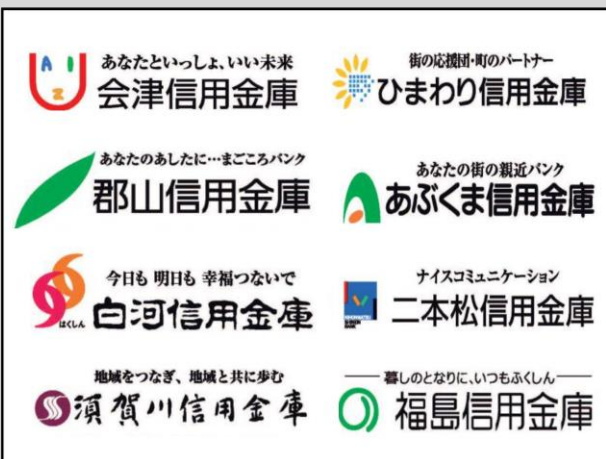 あなたといっしょ、いい未来
会津信用金庫
街の応援団・町のパートナー
ひまわり信用金庫
あなたのあしたに…まごころバンク
郡山信用金庫
あなたの街の親近バンク
あぶくま信用金庫
今日も 明日も 幸福つないで
はくしん
白河信用金庫
ナイスコミュニケーション
二本松信用金庫
地域をつなぎ、地域と共に歩む
須賀川信用金庫
暮しのとなりに、いつもふくしん
福島信用金庫